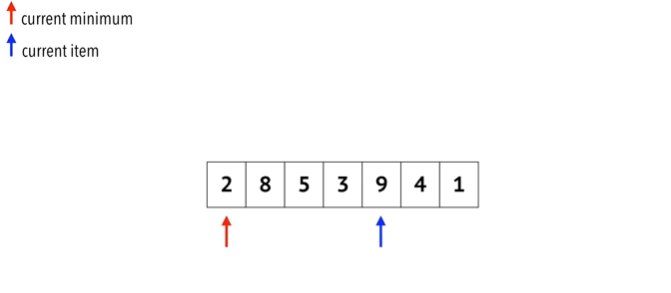 current minimum
current item
2 8 5 3 9 4 1